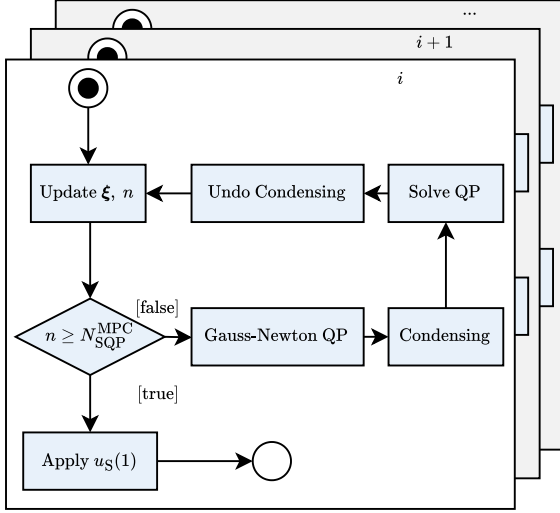 ...
i + 1
i
Update ξ, n
Undo Condensing
Solve QP
[false]
n ≥ N_SQP^MPC
Gauss-Newton QP
Condensing
[true]
Apply u_S(1)